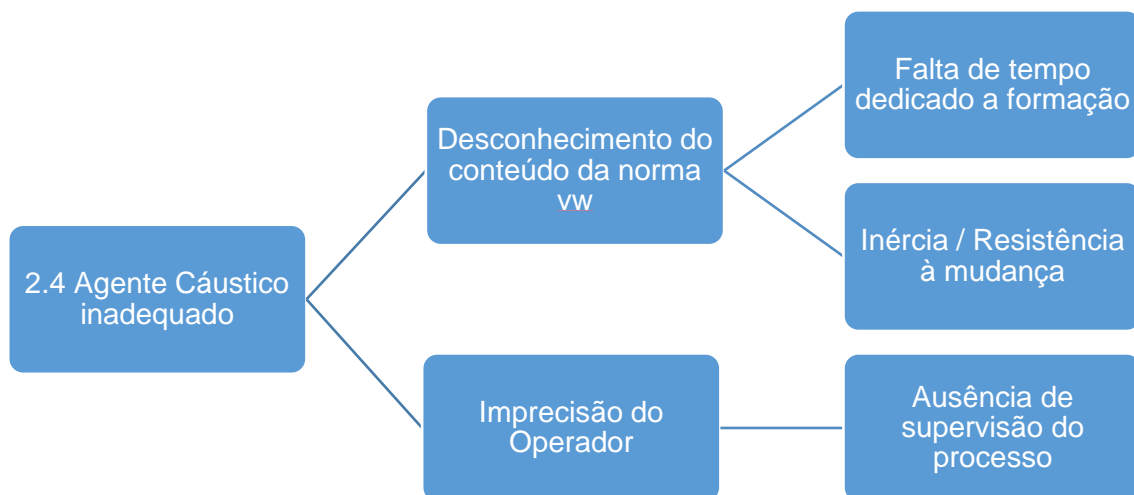 2.4 Agente Cáustico
inadequado
Desconhecimento do
conteúdo da norma
vw
Falta de tempo
dedicado a formação
Inércia / Resistência
à mudança
Imprecisão do
Operador
Ausência de
supervisão do
processo